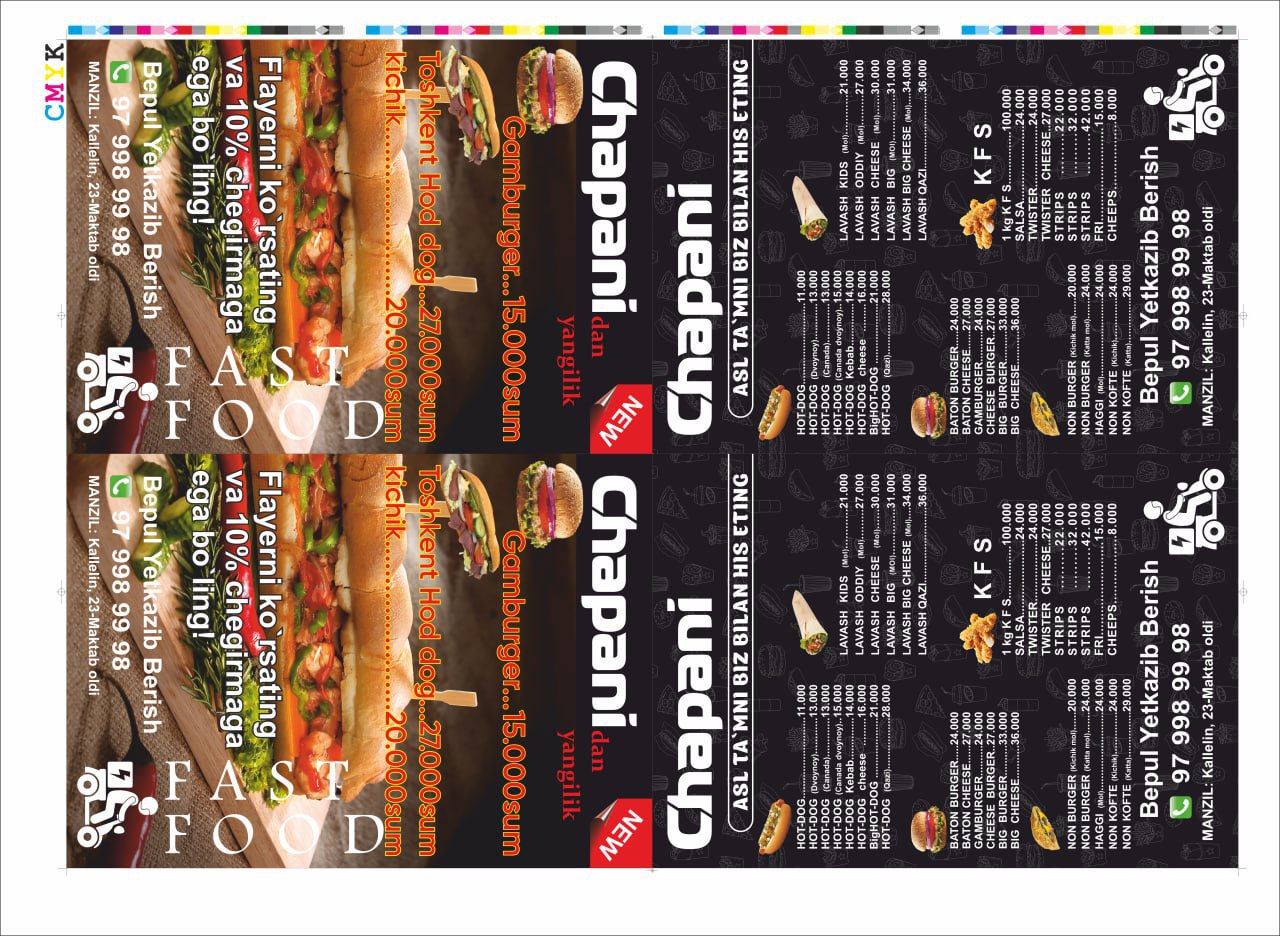 CMYK
Chapani
dan
yangilik
NEW
Gamburger...15.000sum
Toshkent Hod dog...27.000sum
kichik..................20.000sum
Flayerni ko`rsating
va 10% chegirmaga
ega bo`ling!
FAST
FOOD
Bepul Yetkazib Berish
97 998 99 98
MANZIL: Kallelin, 23-Maktab oldi
Chapani
ASL TA`MNI BIZ BILAN HIS ETING
HOT-DOG....................11.000
HOT-DOG (Dvoynoy)..........13.000
HOT-DOG (Canada)...........13.000
HOT-DOG (Canada dvoynoy)..15.000
HOT-DOG Kebab............14.000
HOT-DOG cheese.........16.000
BigHOT-DOG.................21.000
HOT-DOG (Qazi)..........28.000
LAVASH KIDS (Mol)..........21.000
LAVASH ODDIY (Mol)........27.000
LAVASH CHEESE (Mol)....30.000
LAVASH BIG (Mol)............31.000
LAVASH BIG CHEESE (Mol)....34.000
LAVASH QAZI...................36.000
BATON BURGER....24.000
BATON CHEESE....27.000
GAMBURGER.........24.000
CHEESE BURGER..27.000
BIG BURGER.........33.000
BIG CHEESE..........36.000
KFS
1 kg K F S............100.000
SALSA.................24.000
TWISTER..............24.000
TWISTER CHEESE..27.000
STRIPS 22.000
STRIPS 32.000
STRIPS 42.000
FRI.....................15.000
CHEEPS................8.000
NON BURGER (Kichik mol)....20.000
NON BURGER (Katta mol).....24.000
HAGGI (Mol)......................24.000
NON KOFTE (Kichik)..........24.000
NON KOFTE (Katta)...........29.000
Bepul Yetkazib Berish
97 998 99 98
MANZIL: Kallelin, 23-Maktab oldi
Chapani
dan
yangilik
NEW
Gamburger...15.000sum
Toshkent Hod dog...27.000sum
kichik..................20.000sum
Flayerni ko`rsating
va 10% chegirmaga
ega bo`ling!
FAST
FOOD
Bepul Yetkazib Berish
97 998 99 98
MANZIL: Kallelin, 23-Maktab oldi
Chapani
ASL TA`MNI BIZ BILAN HIS ETING
HOT-DOG....................11.000
HOT-DOG (Dvoynoy)..........13.000
HOT-DOG (Canada)...........13.000
HOT-DOG (Canada dvoynoy)..15.000
HOT-DOG Kebab............14.000
HOT-DOG cheese.........16.000
BigHOT-DOG.................21.000
HOT-DOG (Qazi)..........28.000
LAVASH KIDS (Mol)..........21.000
LAVASH ODDIY (Mol)........27.000
LAVASH CHEESE (Mol)....30.000
LAVASH BIG (Mol)............31.000
LAVASH BIG CHEESE (Mol)....34.000
LAVASH QAZI...................36.000
BATON BURGER....24.000
BATON CHEESE....27.000
GAMBURGER.........24.000
CHEESE BURGER..27.000
BIG BURGER.........33.000
BIG CHEESE..........36.000
KFS
1 kg K F S............100.000
SALSA.................24.000
TWISTER..............24.000
TWISTER CHEESE..27.000
STRIPS 22.000
STRIPS 32.000
STRIPS 42.000
FRI.....................15.000
CHEEPS................8.000
NON BURGER (Kichik mol)....20.000
NON BURGER (Katta mol).....24.000
HAGGI (Mol)......................24.000
NON KOFTE (Kichik)..........24.000
NON KOFTE (Katta)...........29.000
Bepul Yetkazib Berish
97 998 99 98
MANZIL: Kallelin, 23-Maktab oldi